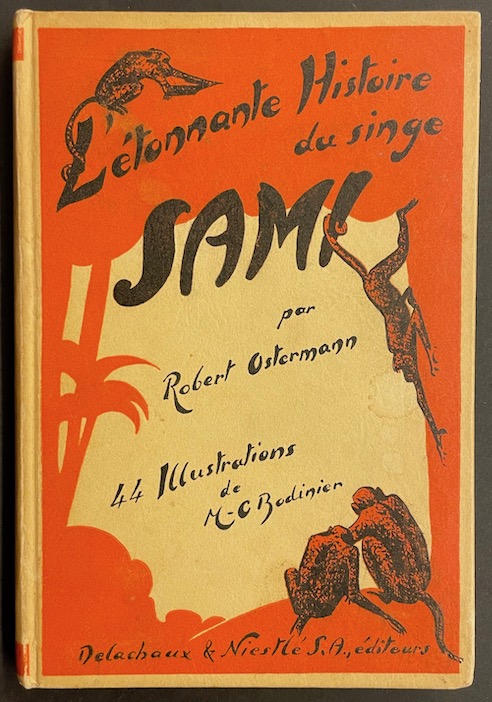 L'étonnante Histoire
du singe
SAMI
par
Robert Ostermann
44 Illustrations
de
M-C Bodinier
Delachaux & Niestlé S.A., éditeurs